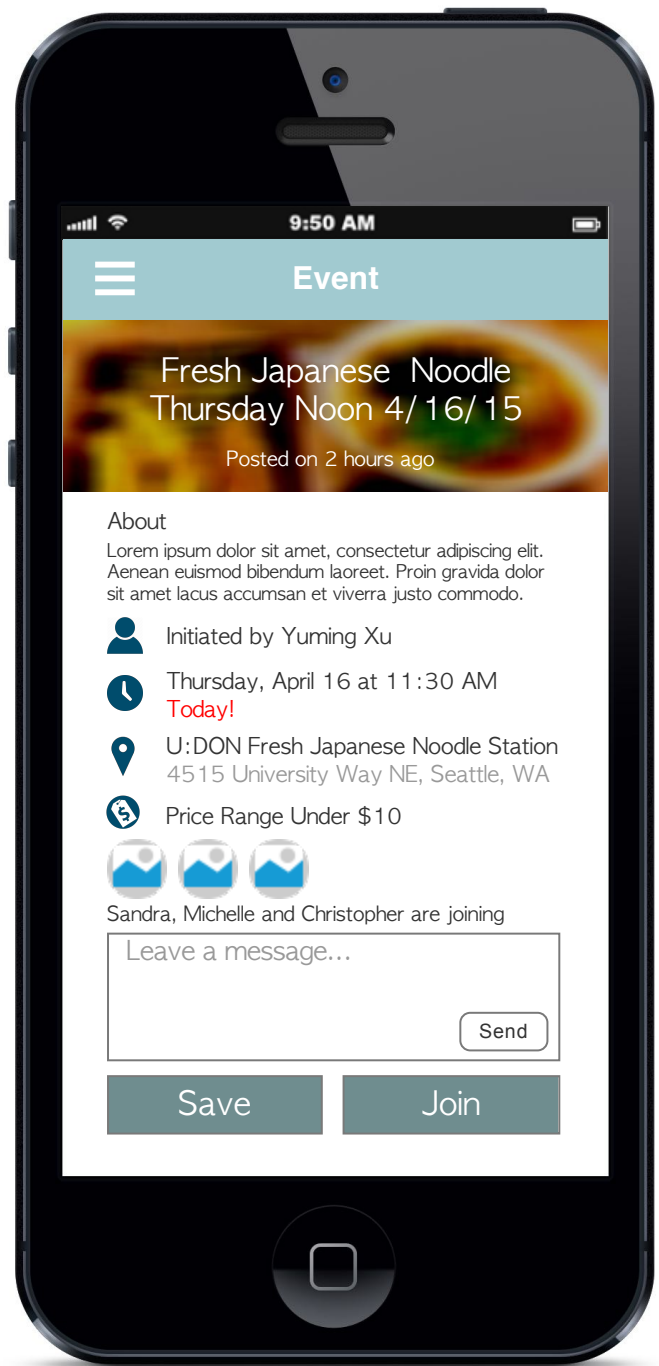 9:50 AM
Event
Fresh Japanese Noodle
Thursday Noon 4/16/15
Posted on 2 hours ago
About
Lorem ipsum dolor sit amet, consectetur adipiscing elit.
Aenean euismod bibendum laoreet. Proin gravida dolor
sit amet lacus accumsan et viverra justo commodo.
Initiated by Yuming Xu
Thursday, April 16 at 11:30 AM
Today!
U:DON Fresh Japanese Noodle Station
4515 University Way NE, Seattle, WA
$
Price Range Under $10
Sandra, Michelle and Christopher are joining
Leave a message...
Send
Save
Join